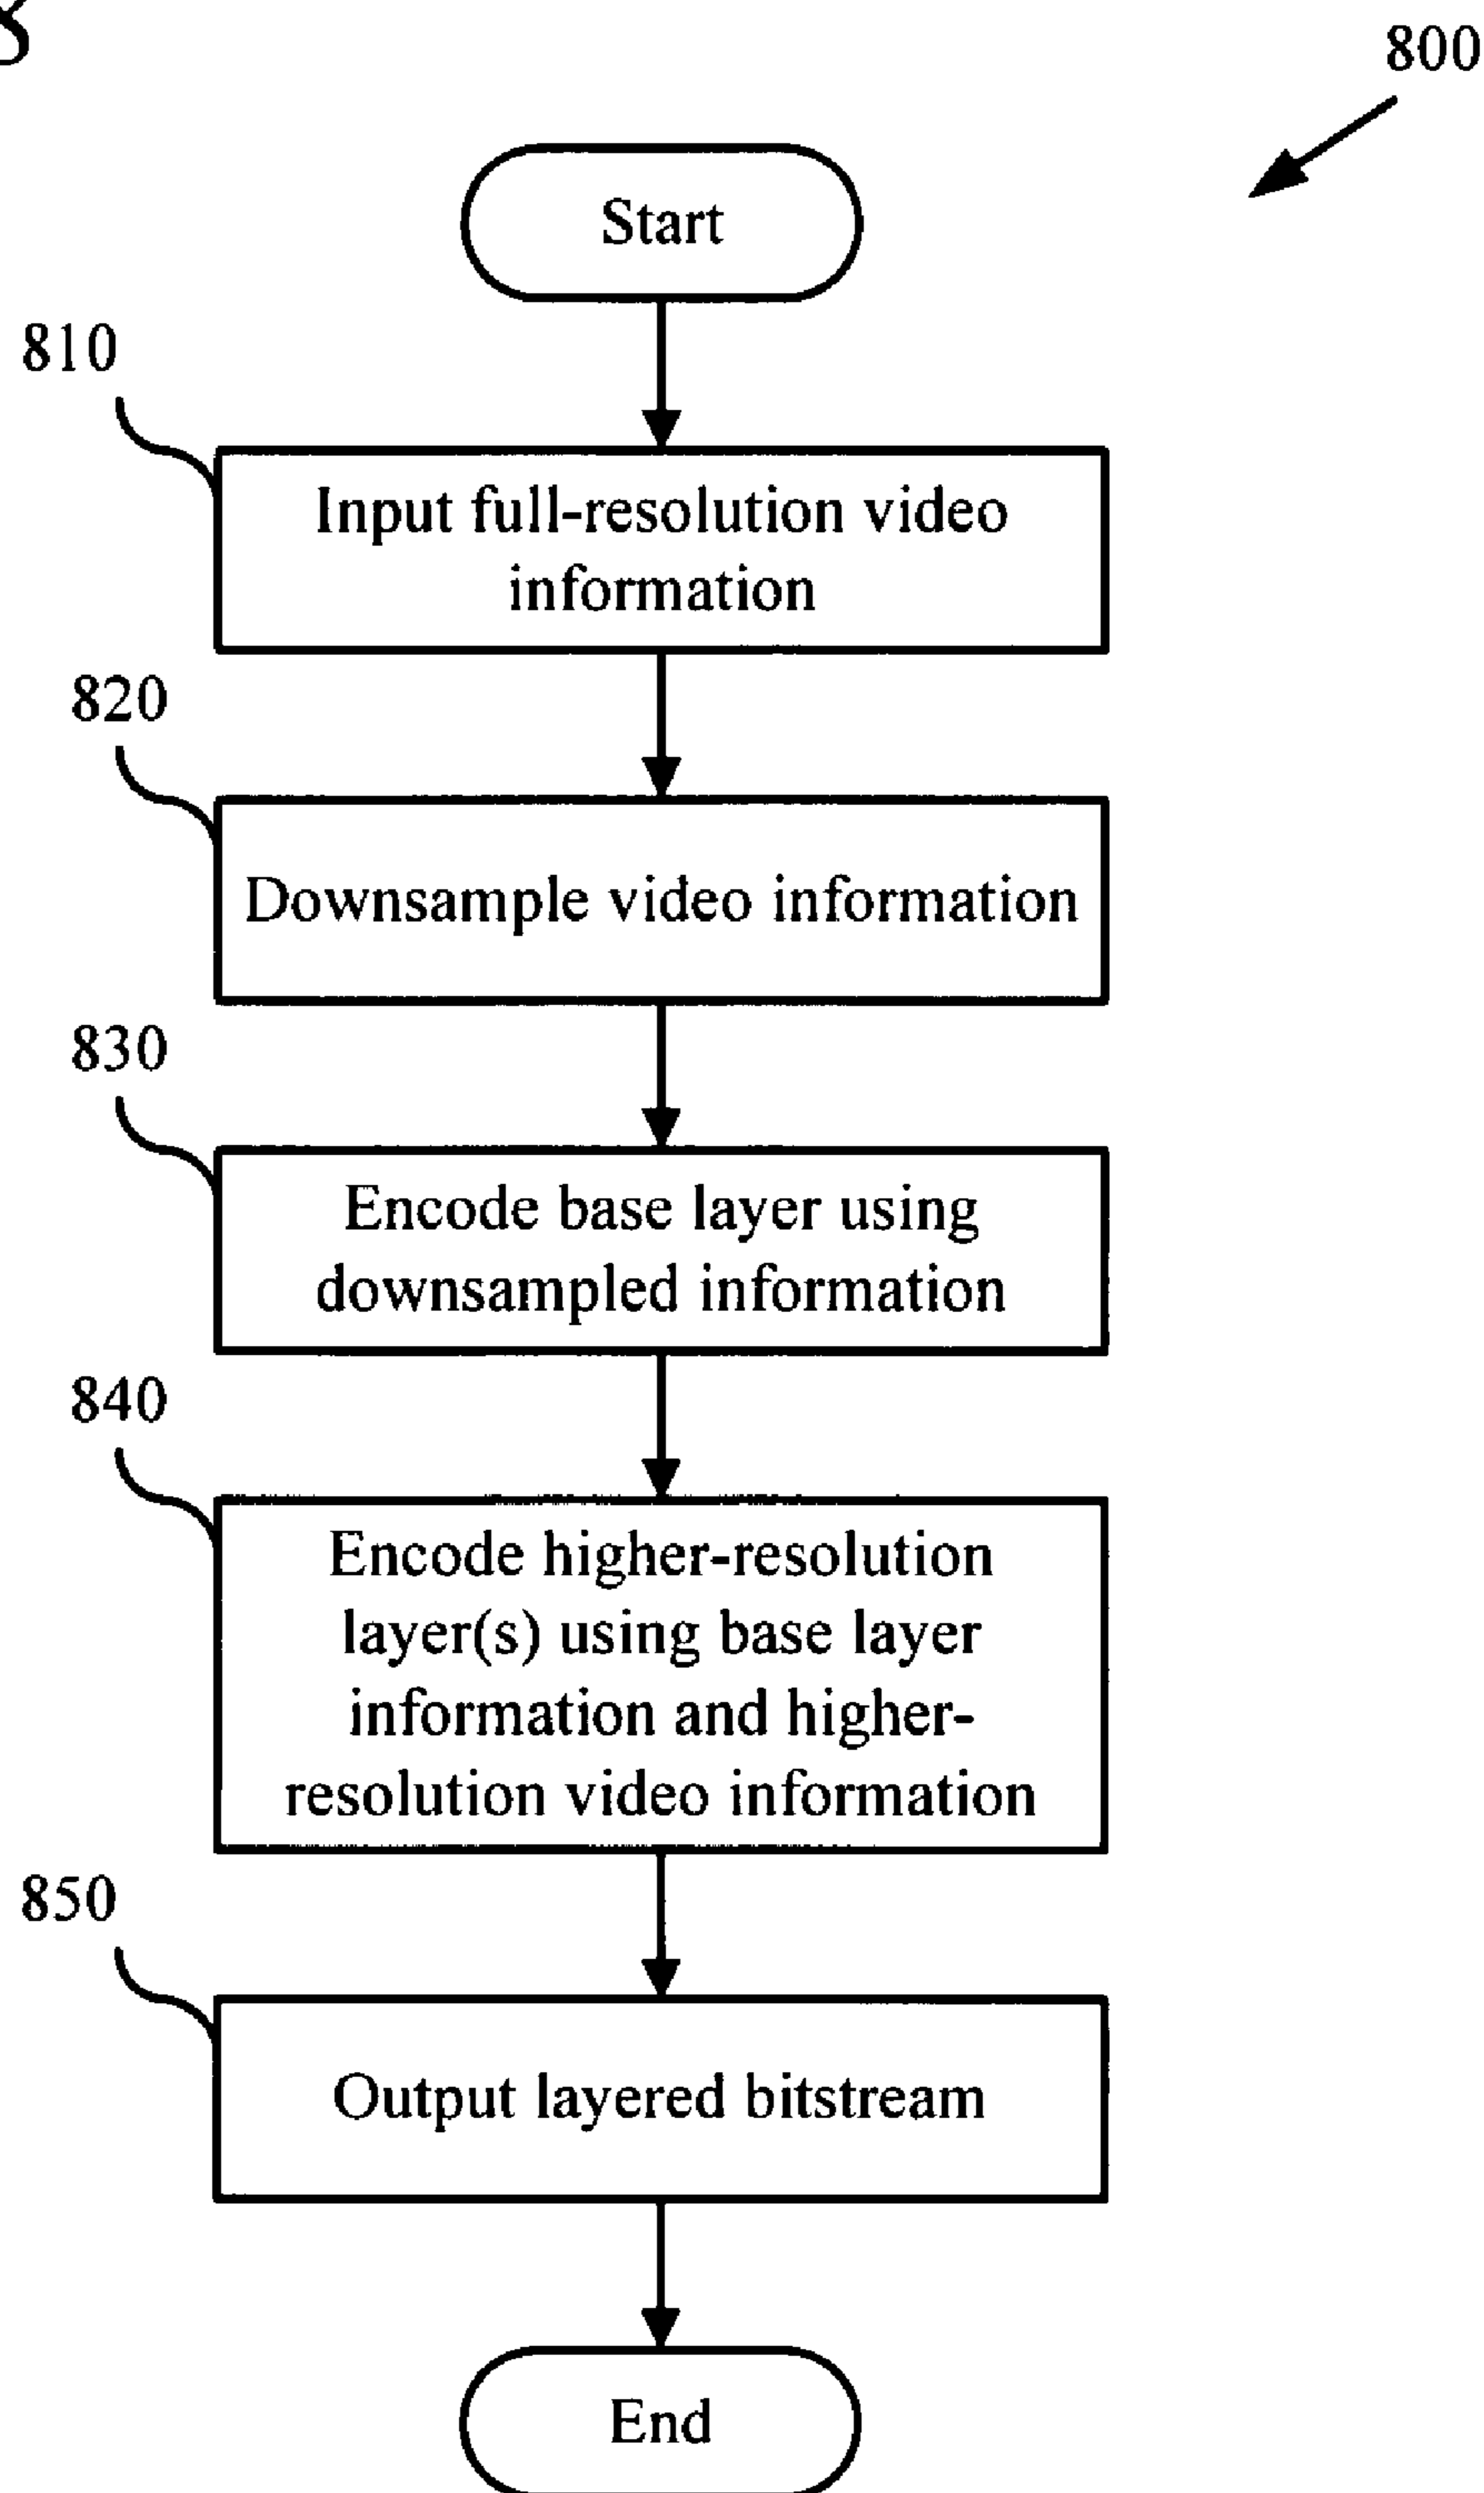 800
Start
810
Input full-resolution video
information
820
Downsample video information
830
Encode base layer using
downsampled information
840
Encode higher-resolution
layer(s) using base layer
information and higher-
resolution video information
850
Output layered bitstream
End